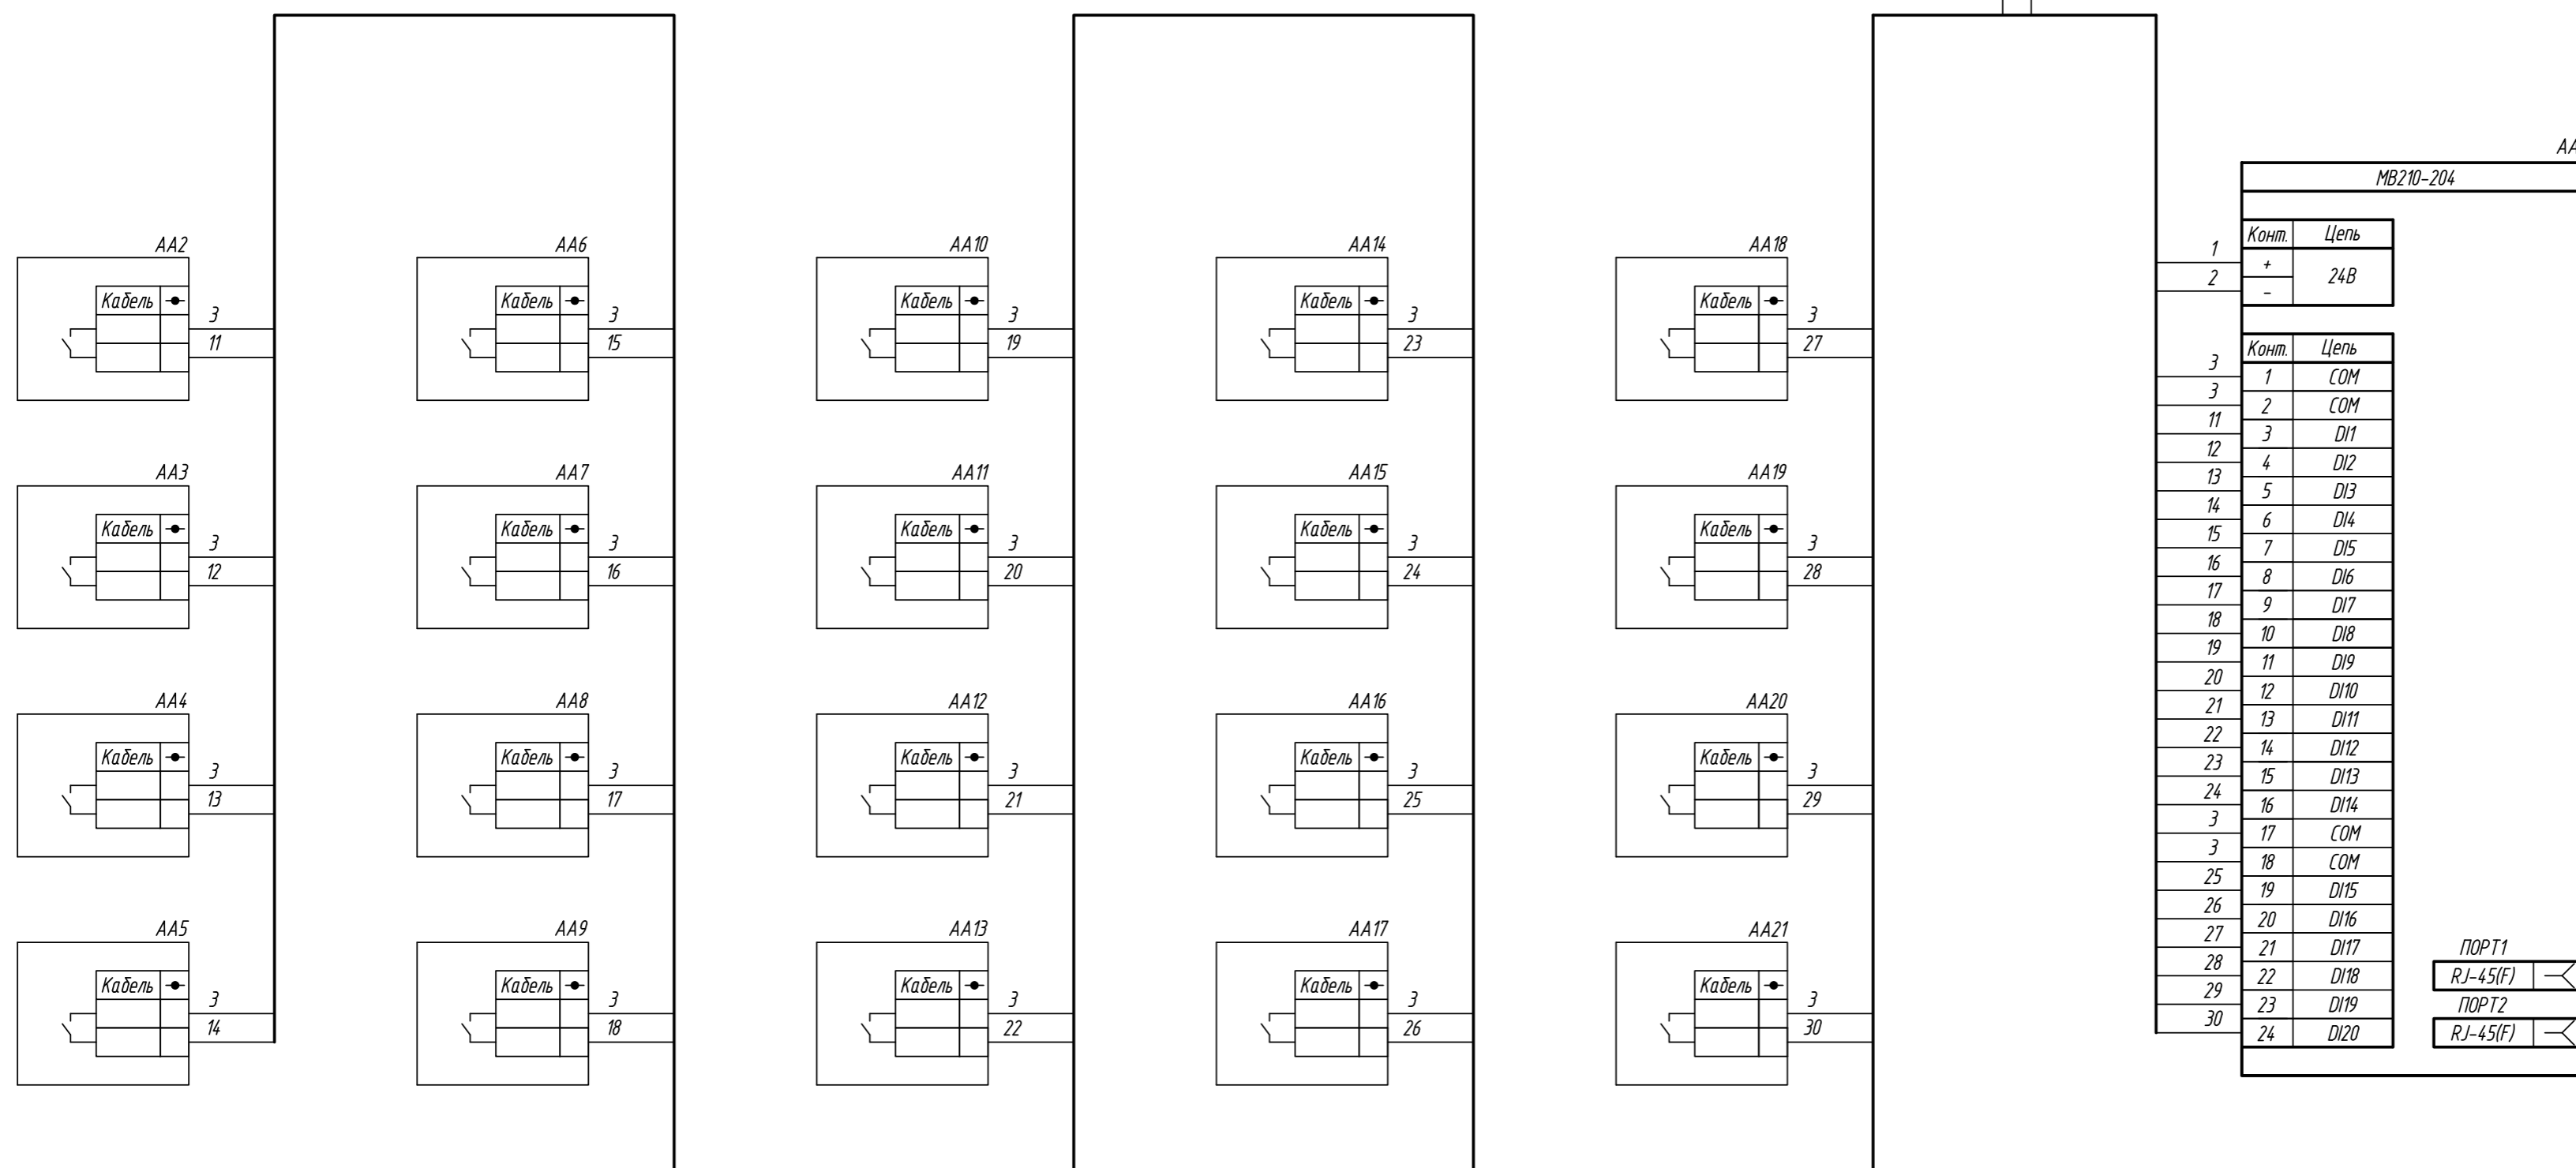 AA
МВ210-204
AA2
AA6
AA10
AA14
AA18
Конт. Цепь
1 + 24В
2 –
Кабель
3
11
Кабель
3
15
Кабель
3
19
Кабель
3
23
Кабель
3
27
AA3
AA7
AA11
AA15
AA19
Кабель
3
12
Кабель
3
16
Кабель
3
20
Кабель
3
24
Кабель
3
28
AA4
AA8
AA12
AA16
AA20
Кабель
3
13
Кабель
3
17
Кабель
3
21
Кабель
3
25
Кабель
3
29
AA5
AA9
AA13
AA17
AA21
Кабель
3
14
Кабель
3
18
Кабель
3
22
Кабель
3
26
Кабель
3
30
Конт. Цепь
3 1 COM
3 2 COM
11 3 DI1
12 4 DI2
13 5 DI3
14 6 DI4
15 7 DI5
16 8 DI6
17 9 DI7
18 10 DI8
19 11 DI9
20 12 DI10
21 13 DI11
22 14 DI12
23 15 DI13
24 16 DI14
3 17 COM
3 18 COM
25 19 DI15
26 20 DI16
27 21 DI17
28 22 DI18
29 23 DI19
30 24 DI20
ПОРТ1
RJ-45(F)
ПОРТ2
RJ-45(F)